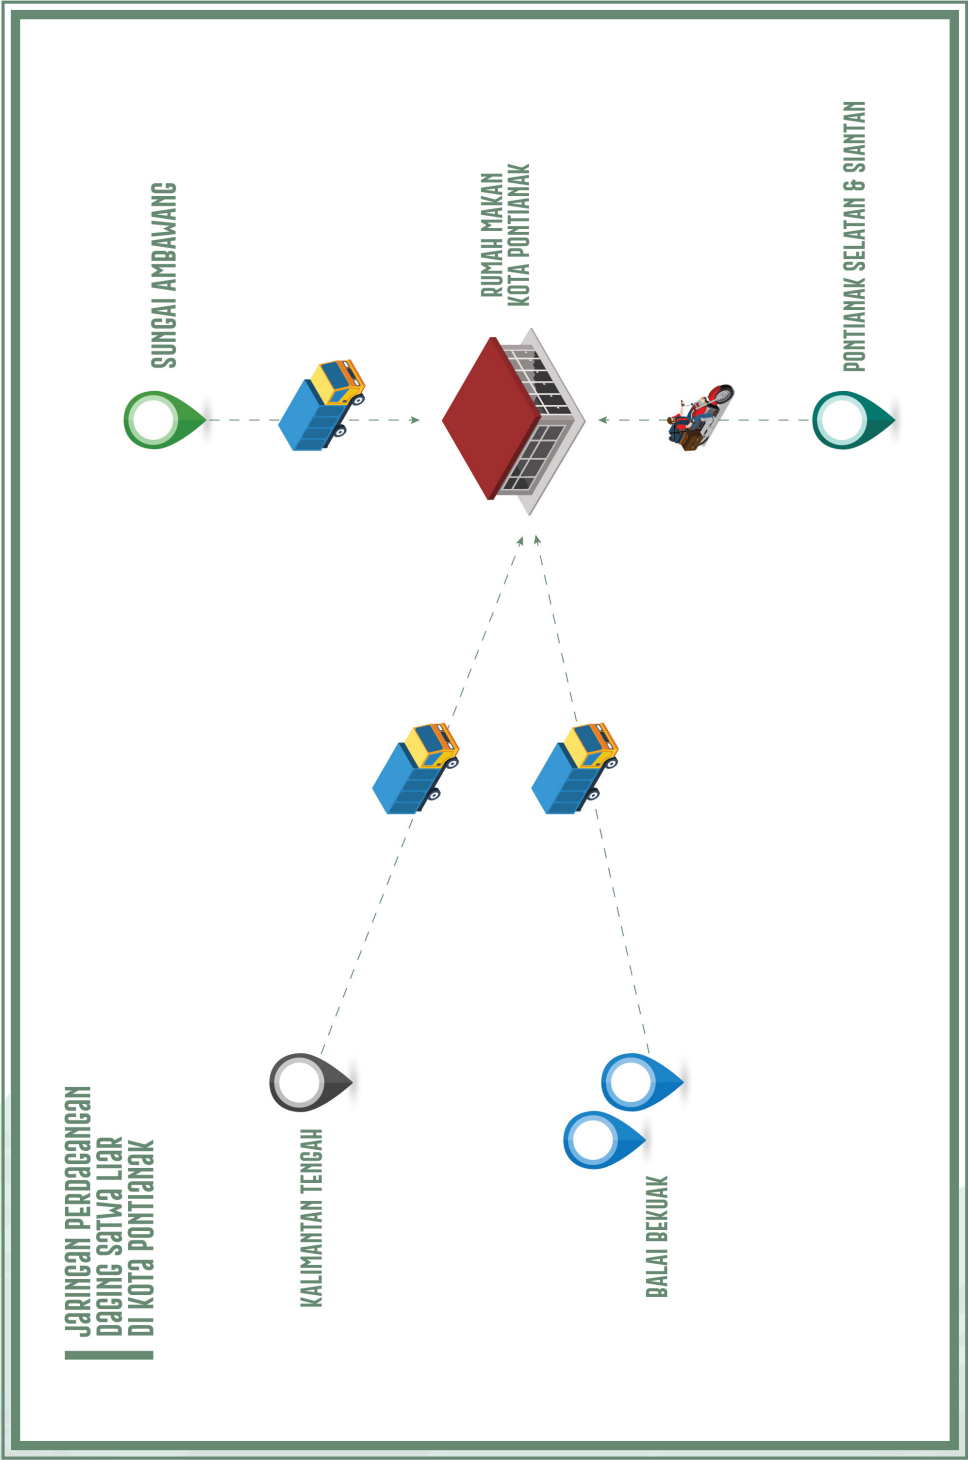 JARINGAN PERDAGANGAN
DAGING SATWA LIAR
DI KOTA PONTIANAK
SUNGAI AMBAWANG
RUMAH MAKAN
KOTA PONTIANAK
PONTIANAK SELATAN & SIANTAN
KALIMANTAN TENGAH
BALAI BEKUAK